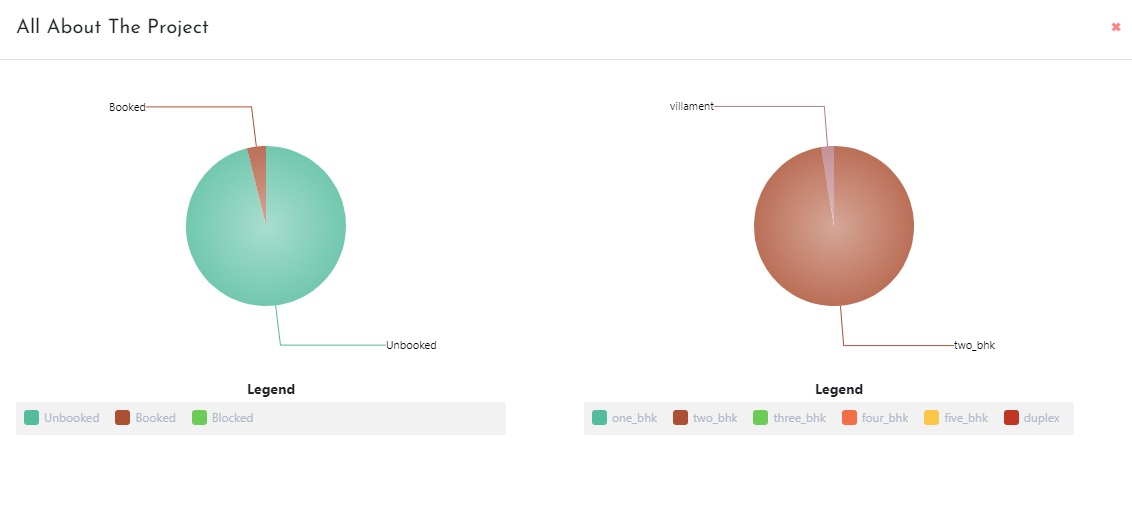 All About The Project
Booked
Unbooked
Legend
Unbooked Booked Blocked
villament
two_bhk
Legend
one_bhk two_bhk three_bhk four_bhk five_bhk duplex